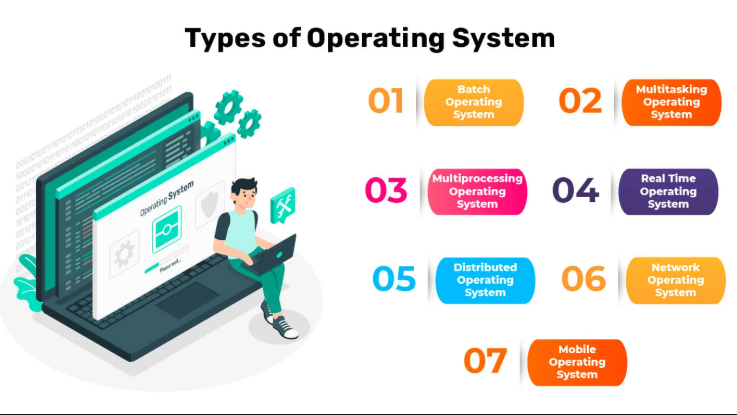 Types of Operating System
01
Batch
Operating
System
02
Multitasking
Operating
System
03
Multiprocessing
Operating
System
04
Real Time
Operating
System
05
Distributed
Operating
System
06
Network
Operating
System
07
Mobile
Operating
System
Operating System
Please wait...